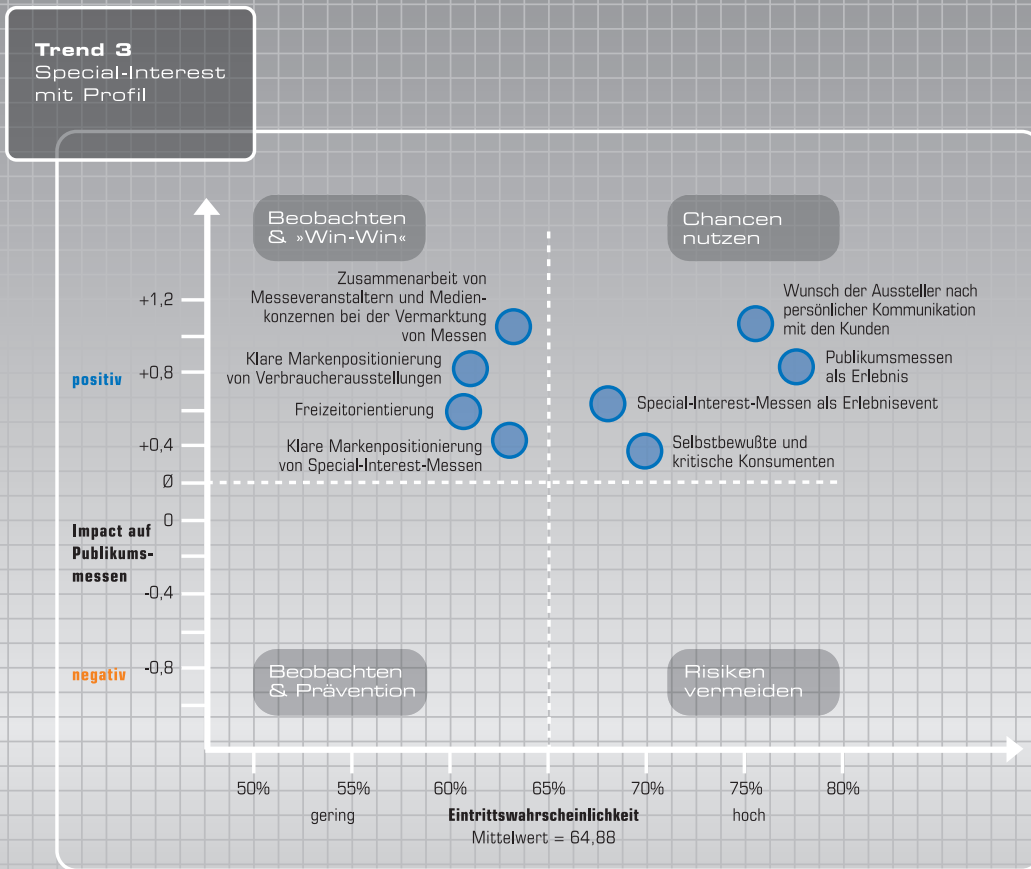 Trend 3
Special-Interest
mit Profil
Beobachten
& »Win-Win«
Chancen
nutzen
Zusammenarbeit von
Messeveranstaltern und Medien-
konzernen bei der Vermarktung
von Messen
Klare Markenpositionierung
von Verbraucherausstellungen
Freizeitorientierung
Klare Markenpositionierung
von Special-Interest-Messen
Wunsch der Aussteller nach
persönlicher Kommunikation
mit den Kunden
Publikumsmessen
als Erlebnis
Special-Interest-Messen als Erlebnisevent
Selbstbewußte und
kritische Konsumenten
+1,2
positiv
+0,8
+0,4
Ø
0
Impact auf
Publikums-
messen
-0,4
negativ
-0,8
Beobachten
& Prävention
Risiken
vermeiden
50%
55%
60%
65%
70%
75%
80%
gering
Eintrittswahrscheinlichkeit
hoch
Mittelwert = 64,88